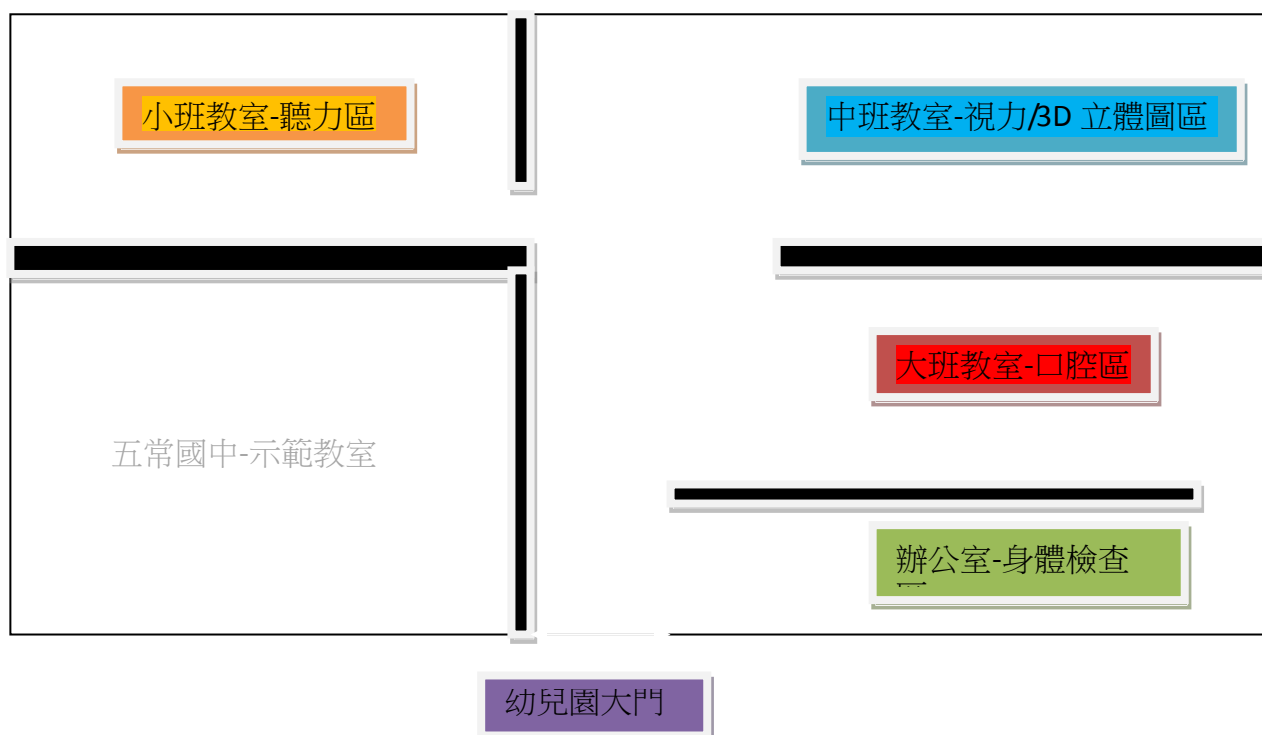 小班教室-聽力區
中班教室-視力/3D 立體圖區
大班教室-口腔區
五常國中-示範教室
辦公室-身體檢查
幼兒園大門